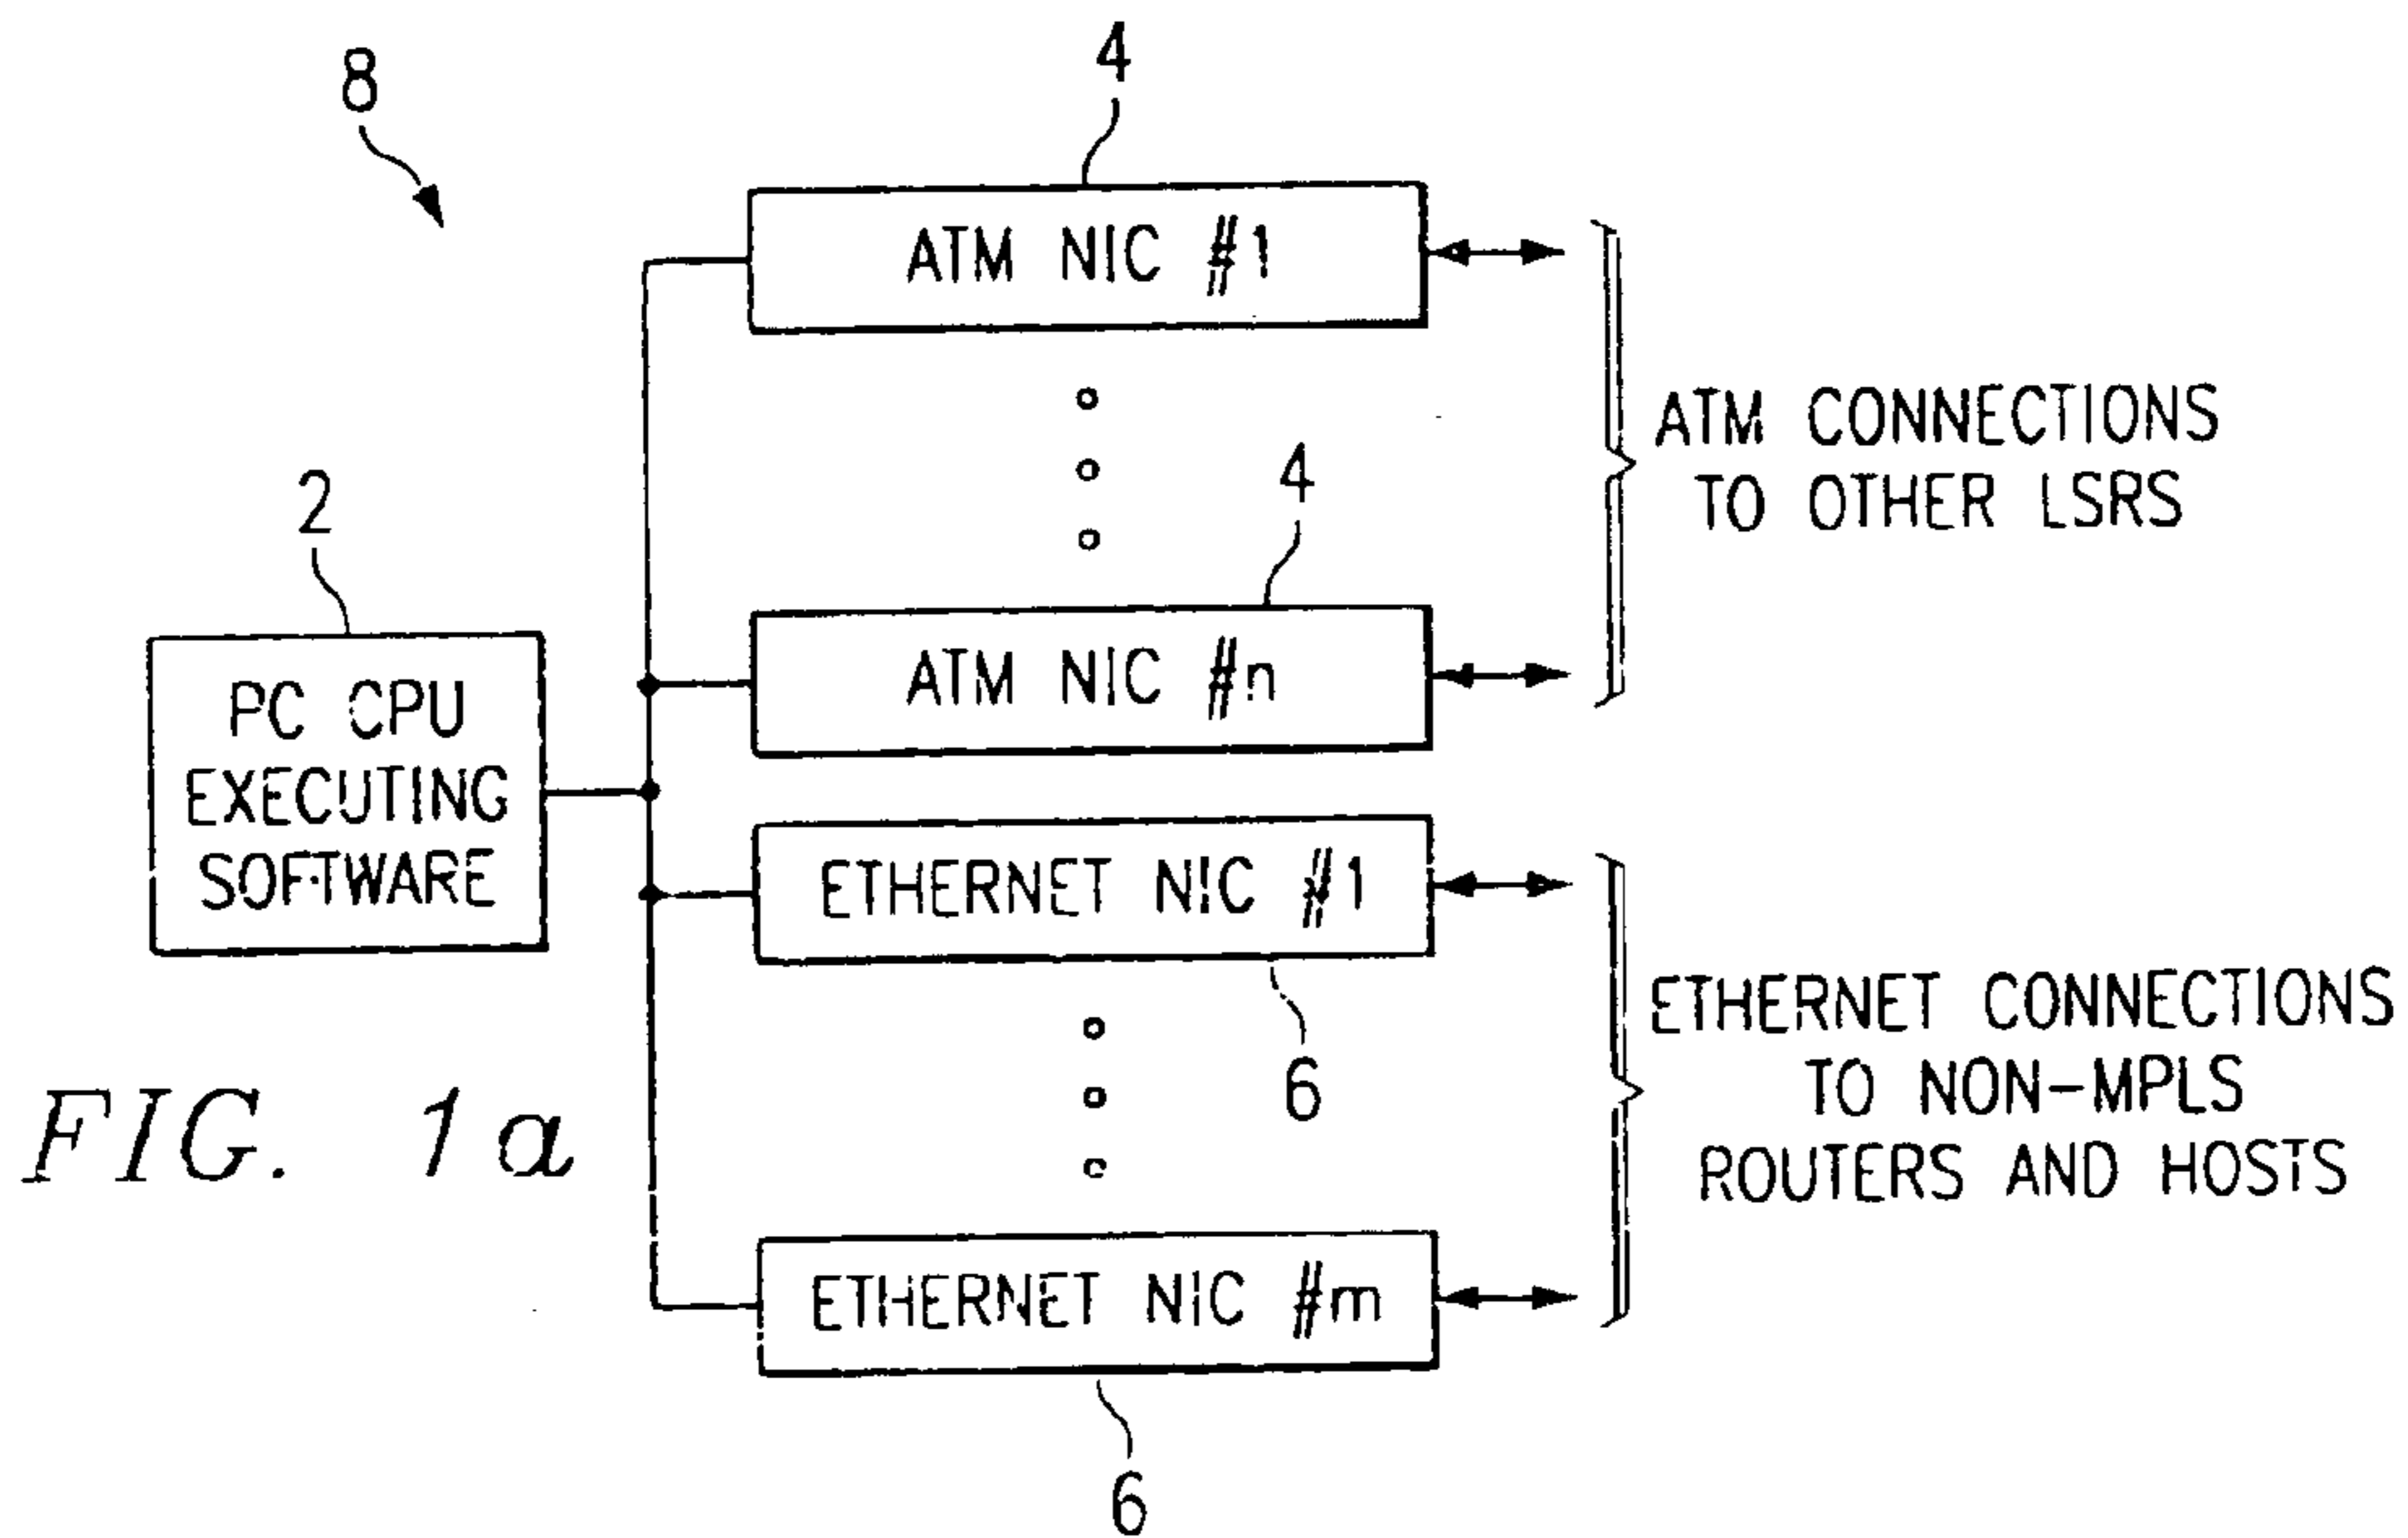 8
4
ATM NIC #1
4
ATM CONNECTIONS
TO OTHER LSRS
2
ATM NIC #n
PC CPU
EXECUTING
SOFTWARE
ETHERNET NIC #1
6
ETHERNET CONNECTIONS
TO NON-MPLS
ROUTERS AND HOSTS
FIG. 1a
ETHERNET NIC #m
6